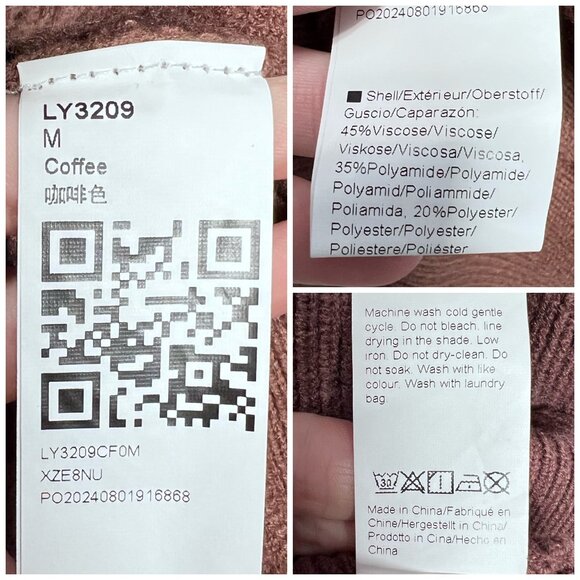 LY3209
M
Coffee
咖啡色
LY3209CF0M
XZE8NU
PO20240801916868
PO20240801916868
Shell/Extérieur/Oberstoff/
Guscio/Caparazón:
45%Viscose/Viscose/
Viskose/Viscosa/Viscosa,
35%Polyamide/Polyamide/
Polyamid/Poliammide/
Poliamida, 20%Polyester/
Polyester/Polyester/
Poliestere/Poliéster
Machine wash cold gentle
cycle. Do not bleach. line
drying in the shade. Low
iron. Do not dry-clean. Do
not soak. Wash with like
colour. Wash with laundry
bag.
30
Made in China/Fabriqué en
Chine/Hergestellt in China/
Prodotto in Cina/Hecho en
China